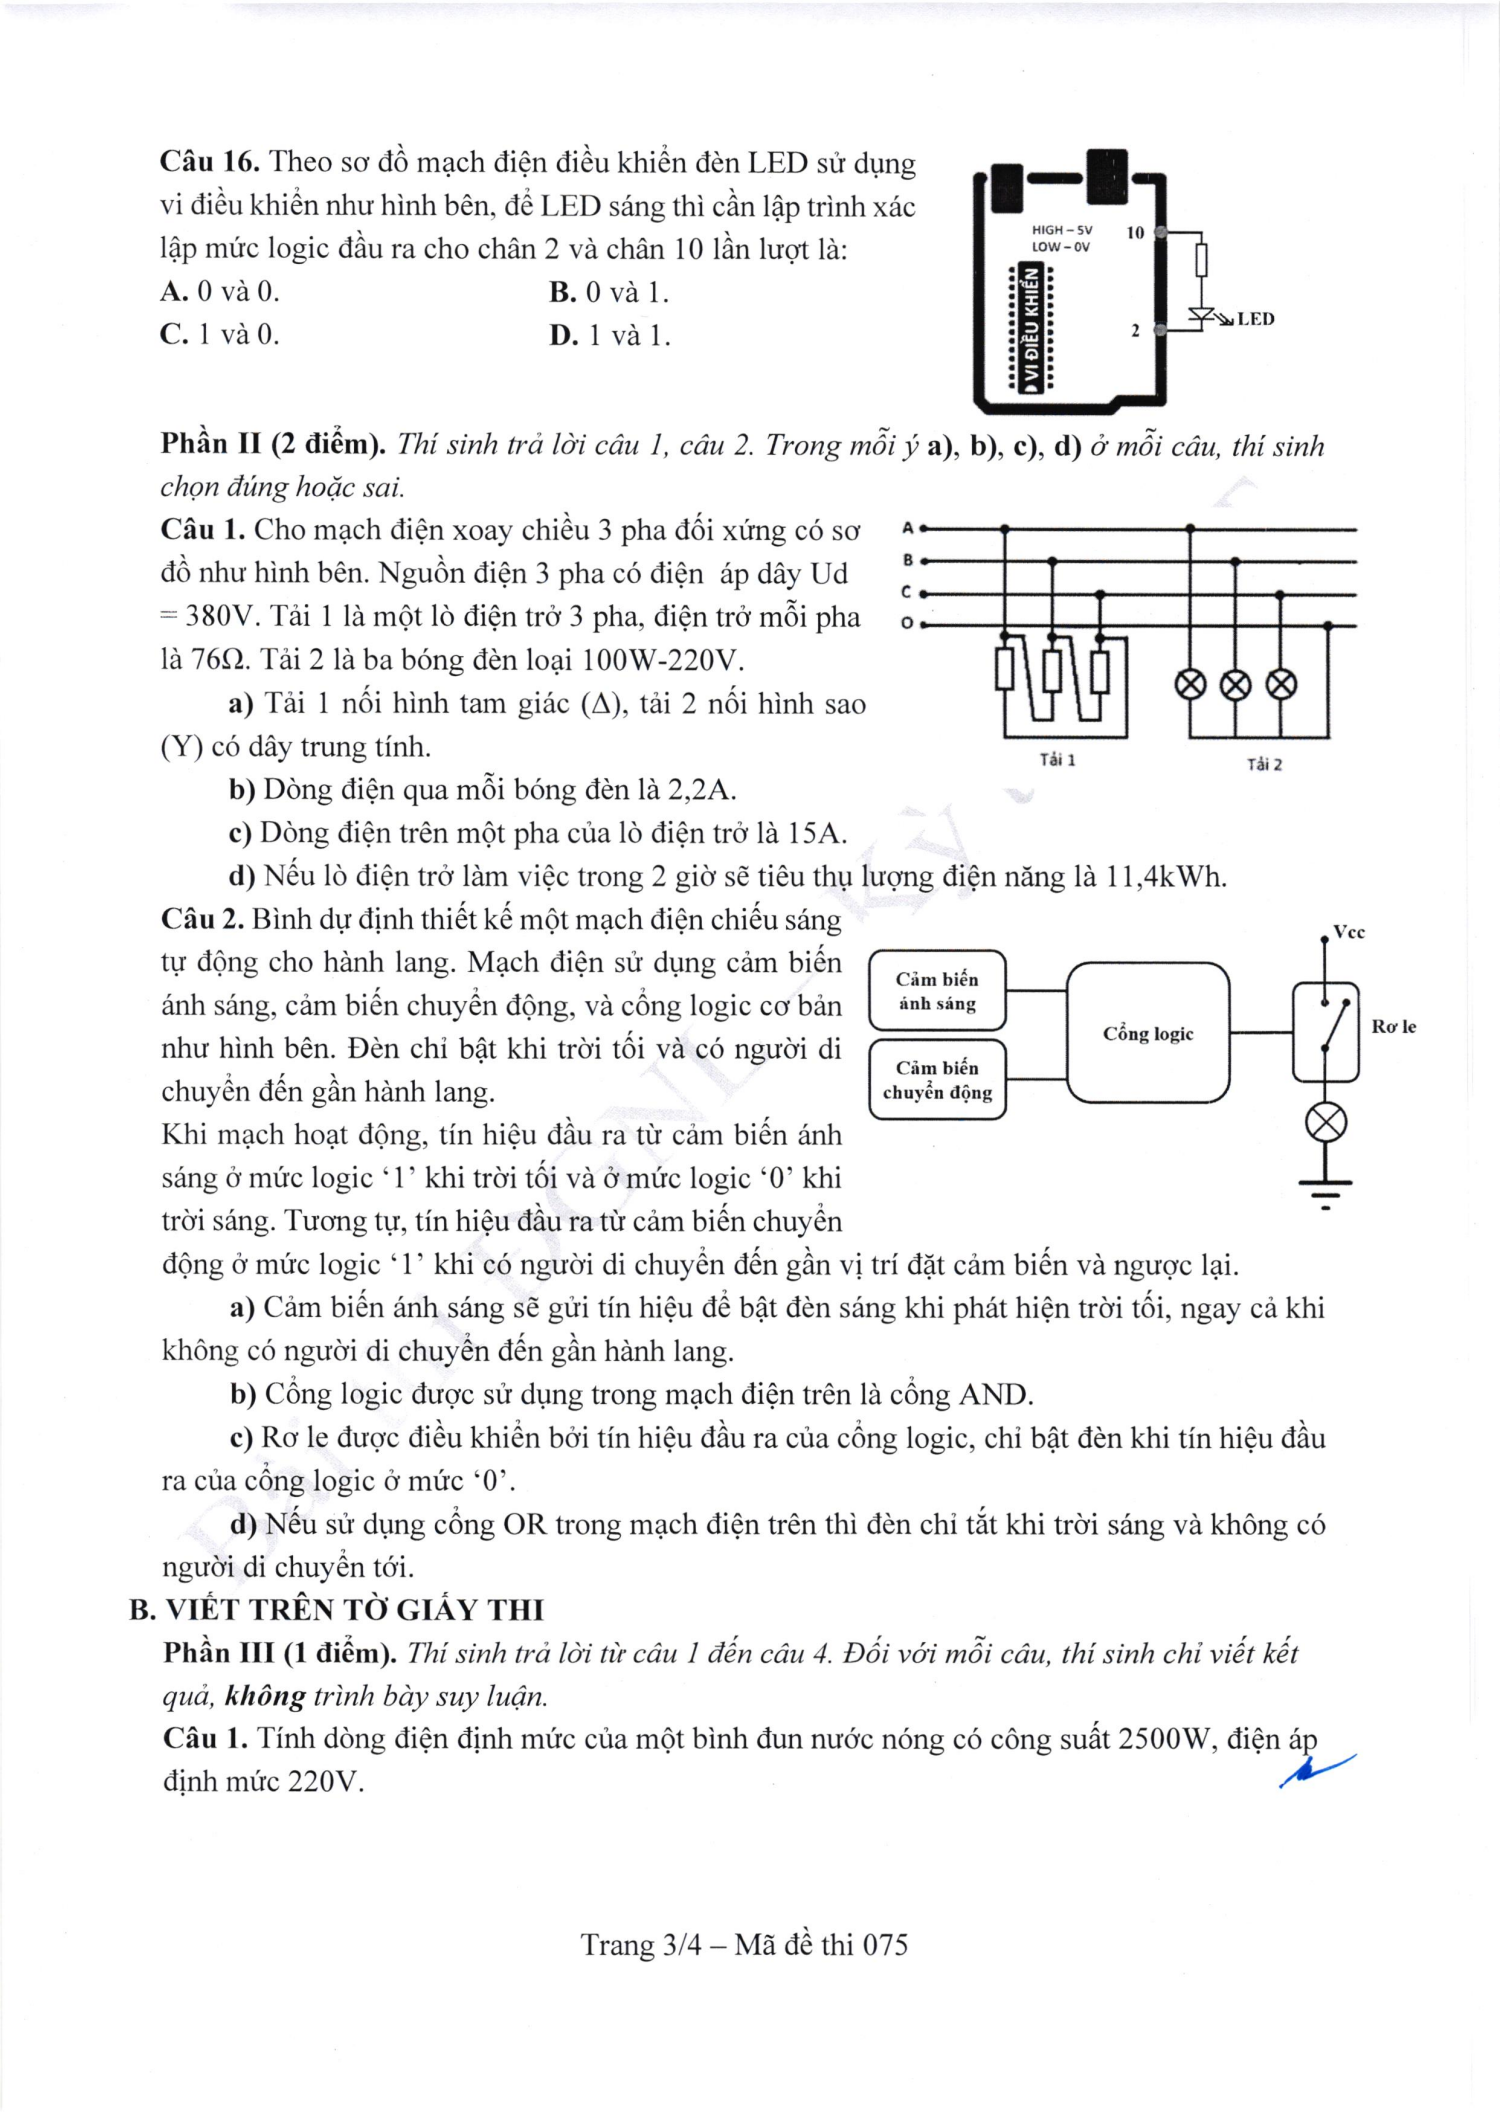 Câu 16. Theo sơ đồ mạch điện điều khiển đèn LED sử dụng
vi điều khiển như hình bên, để LED sáng thì cần lập trình xác
lập mức logic đầu ra cho chân 2 và chân 10 lần lượt là:
A. 0 và 0.
B. 0 và 1.
C. 1 và 0.
D. 1 và 1.
HIGH – 5V
LOW – 0V
10
VI ĐIỀU KHIỂN
2
LED
Phần II (2 điểm). Thí sinh trả lời câu 1, câu 2. Trong mỗi ý a), b), c), d) ở mỗi câu, thí sinh
chọn đúng hoặc sai.
Câu 1. Cho mạch điện xoay chiều 3 pha đối xứng có sơ
đồ như hình bên. Nguồn điện 3 pha có điện áp dây Ud
= 380V. Tải 1 là một lò điện trở 3 pha, điện trở mỗi pha
là 76Ω. Tải 2 là ba bóng đèn loại 100W-220V.
A
B
C
O
Tải 1
Tải 2
a) Tải 1 nối hình tam giác (Δ), tải 2 nối hình sao
(Y) có dây trung tính.
b) Dòng điện qua mỗi bóng đèn là 2,2A.
c) Dòng điện trên một pha của lò điện trở là 15A.
d) Nếu lò điện trở làm việc trong 2 giờ sẽ tiêu thụ lượng điện năng là 11,4kWh.
Câu 2. Bình dự định thiết kế một mạch điện chiếu sáng
tự động cho hành lang. Mạch điện sử dụng cảm biến
ánh sáng, cảm biến chuyển động, và cổng logic cơ bản
như hình bên. Đèn chỉ bật khi trời tối và có người di
chuyển đến gần hành lang.
Cảm biến
ánh sáng
Cảm biến
chuyển động
Cổng logic
Vcc
Rơ le
Khi mạch hoạt động, tín hiệu đầu ra từ cảm biến ánh
sáng ở mức logic ‘1’ khi trời tối và ở mức logic ‘0’ khi
trời sáng. Tương tự, tín hiệu đầu ra từ cảm biến chuyển
động ở mức logic ‘1’ khi có người di chuyển đến gần vị trí đặt cảm biến và ngược lại.
a) Cảm biến ánh sáng sẽ gửi tín hiệu để bật đèn sáng khi phát hiện trời tối, ngay cả khi
không có người di chuyển đến gần hành lang.
b) Cổng logic được sử dụng trong mạch điện trên là cổng AND.
c) Rơ le được điều khiển bởi tín hiệu đầu ra của cổng logic, chỉ bật đèn khi tín hiệu đầu
ra của cổng logic ở mức ‘0’.
d) Nếu sử dụng cổng OR trong mạch điện trên thì đèn chỉ tắt khi trời sáng và không có
người di chuyển tới.
B. VIẾT TRÊN TỜ GIẤY THI
Phần III (1 điểm). Thí sinh trả lời từ câu 1 đến câu 4. Đối với mỗi câu, thí sinh chỉ viết kết
quả, không trình bày suy luận.
Câu 1. Tính dòng điện định mức của một bình đun nước nóng có công suất 2500W, điện áp
định mức 220V.
Trang 3/4 – Mã đề thi 075